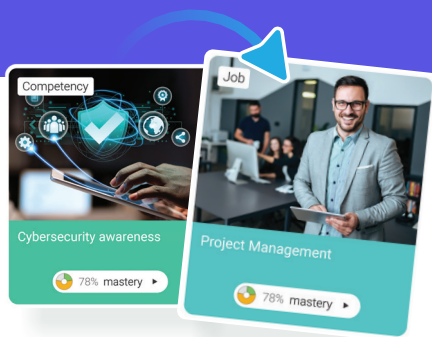 Competency
Cybersecurity awareness
78% mastery
Job
Project Management
78% mastery